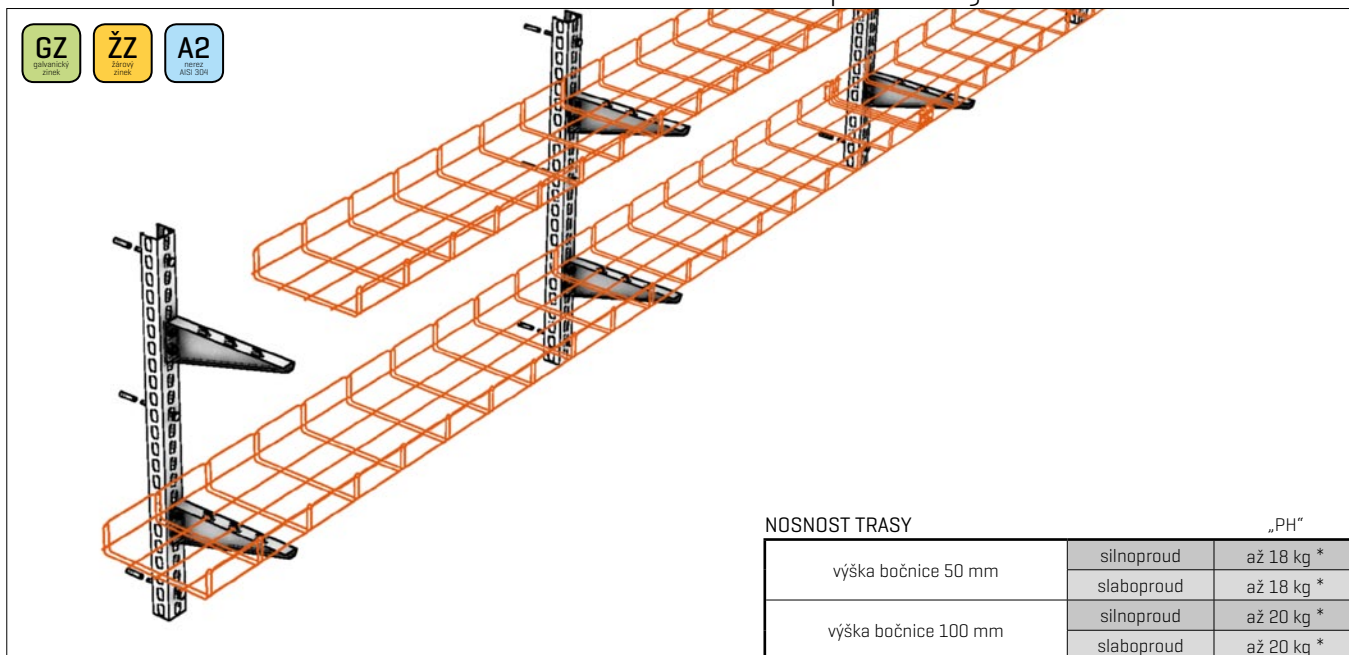 GZ
galvanický
zinek
ŽZ
žárový
zinek
A2
nerez
AISI 304
NOSNOST TRASY „PH“
výška bočnice 50 mm silnoproud až 18 kg *
slaboproud až 18 kg *
výška bočnice 100 mm silnoproud až 20 kg *
slaboproud až 20 kg *